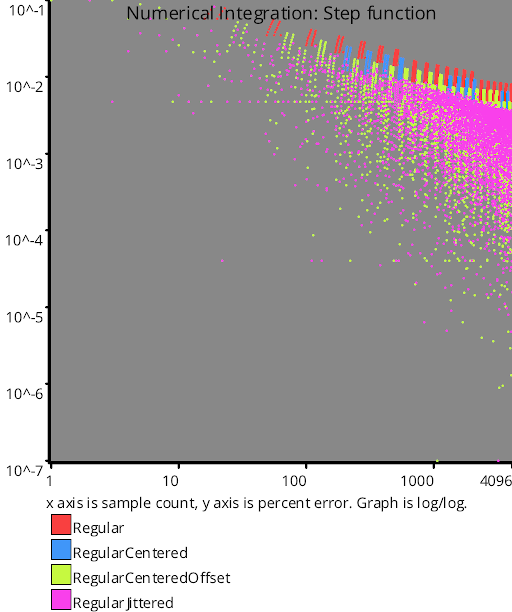 Numerical Integration: Step function
10^-1
10^-2
10^-3
10^-4
10^-5
10^-6
10^-7
1 10 100 1000 4096
x axis is sample count, y axis is percent error. Graph is log/log.
Regular
RegularCentered
RegularCenteredOffset
RegularJittered